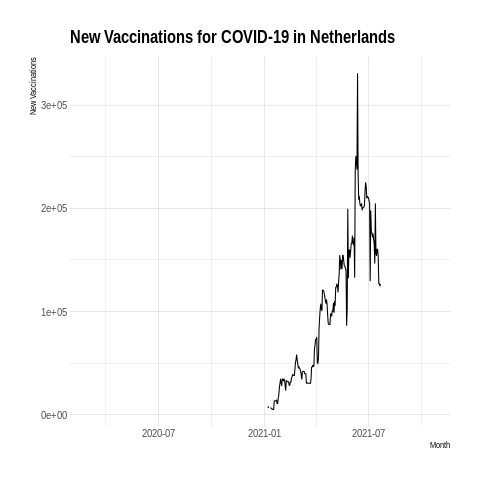 New Vaccinations for COVID-19 in Netherlands
New Vaccinations
3e+05
2e+05
1e+05
0e+00
2020-07
2021-01
2021-07
Month